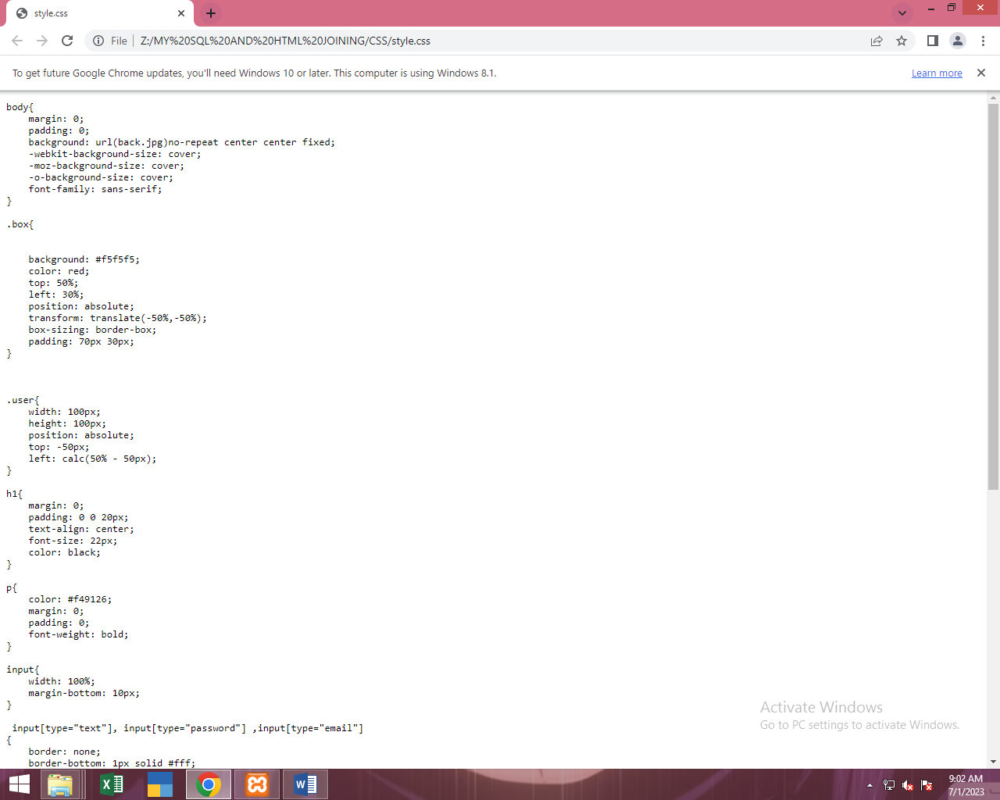 style.css
File
Z:/MY%20SQL%20AND%20HTML%20JOINING/CSS/style.css
To get future Google Chrome updates, you'll need Windows 10 or later. This computer is using Windows 8.1.
Learn more
body{
    margin: 0;
    padding: 0;
    background: url(back.jpg)no-repeat center center fixed;
    -webkit-background-size: cover;
    -moz-background-size: cover;
    -o-background-size: cover;
    font-family: sans-serif;
}
.box{
    background: #f5f5f5;
    color: red;
    top: 50%;
    left: 30%;
    position: absolute;
    transform: translate(-50%,-50%);
    box-sizing: border-box;
    padding: 70px 30px;
}
.user{
    width: 100px;
    height: 100px;
    position: absolute;
    top: -50px;
    left: calc(50% - 50px);
}
h1{
    margin: 0;
    padding: 0 0 20px;
    text-align: center;
    font-size: 22px;
    color: black;
}
p{
    color: #f49126;
    margin: 0;
    padding: 0;
    font-weight: bold;
}
input{
    width: 100%;
    margin-bottom: 10px;
}
 input[type="text"], input[type="password"] ,input[type="email"]
{
    border: none;
    border-bottom: 1px solid #fff;
Activate Windows
Go to PC settings to activate Windows.
9:02 AM
7/1/2023